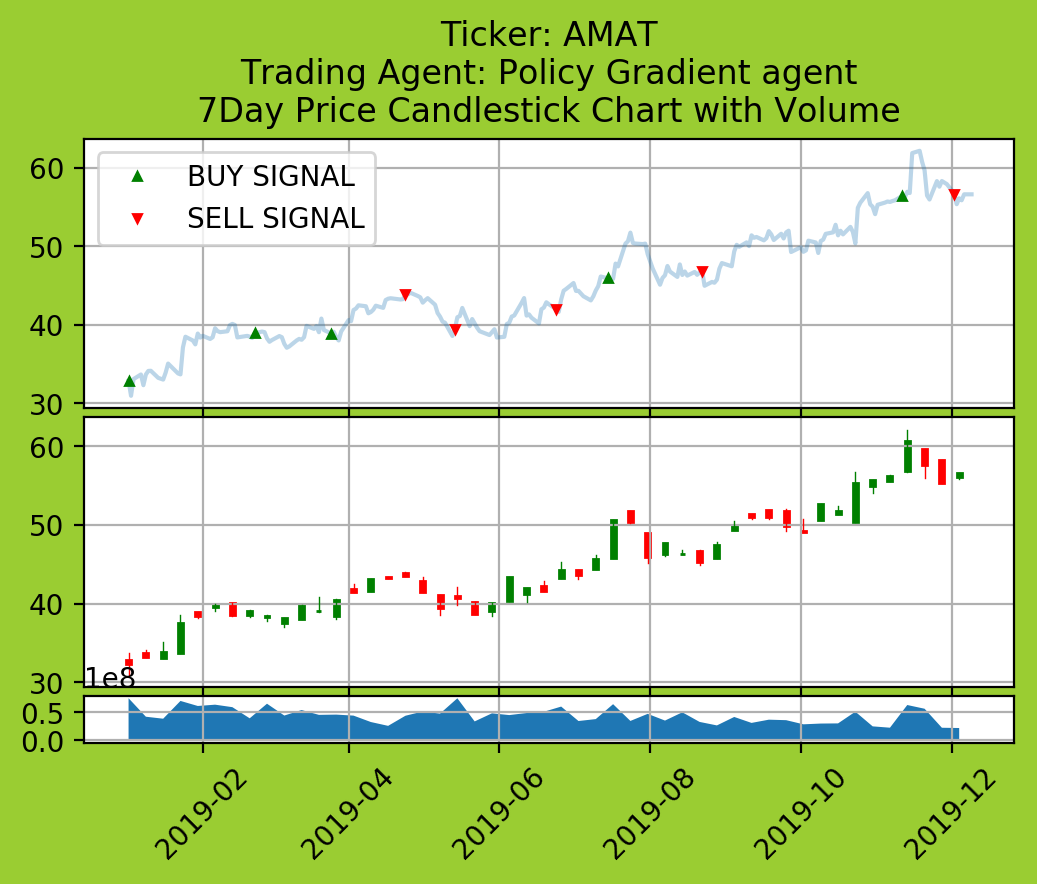 Ticker: AMAT
Trading Agent: Policy Gradient agent
7Day Price Candlestick Chart with Volume
60
50
40
30
BUY SIGNAL
SELL SIGNAL
60
50
40
30
1e8
0.5
0.0
2019-02
2019-04
2019-06
2019-08
2019-10
2019-12